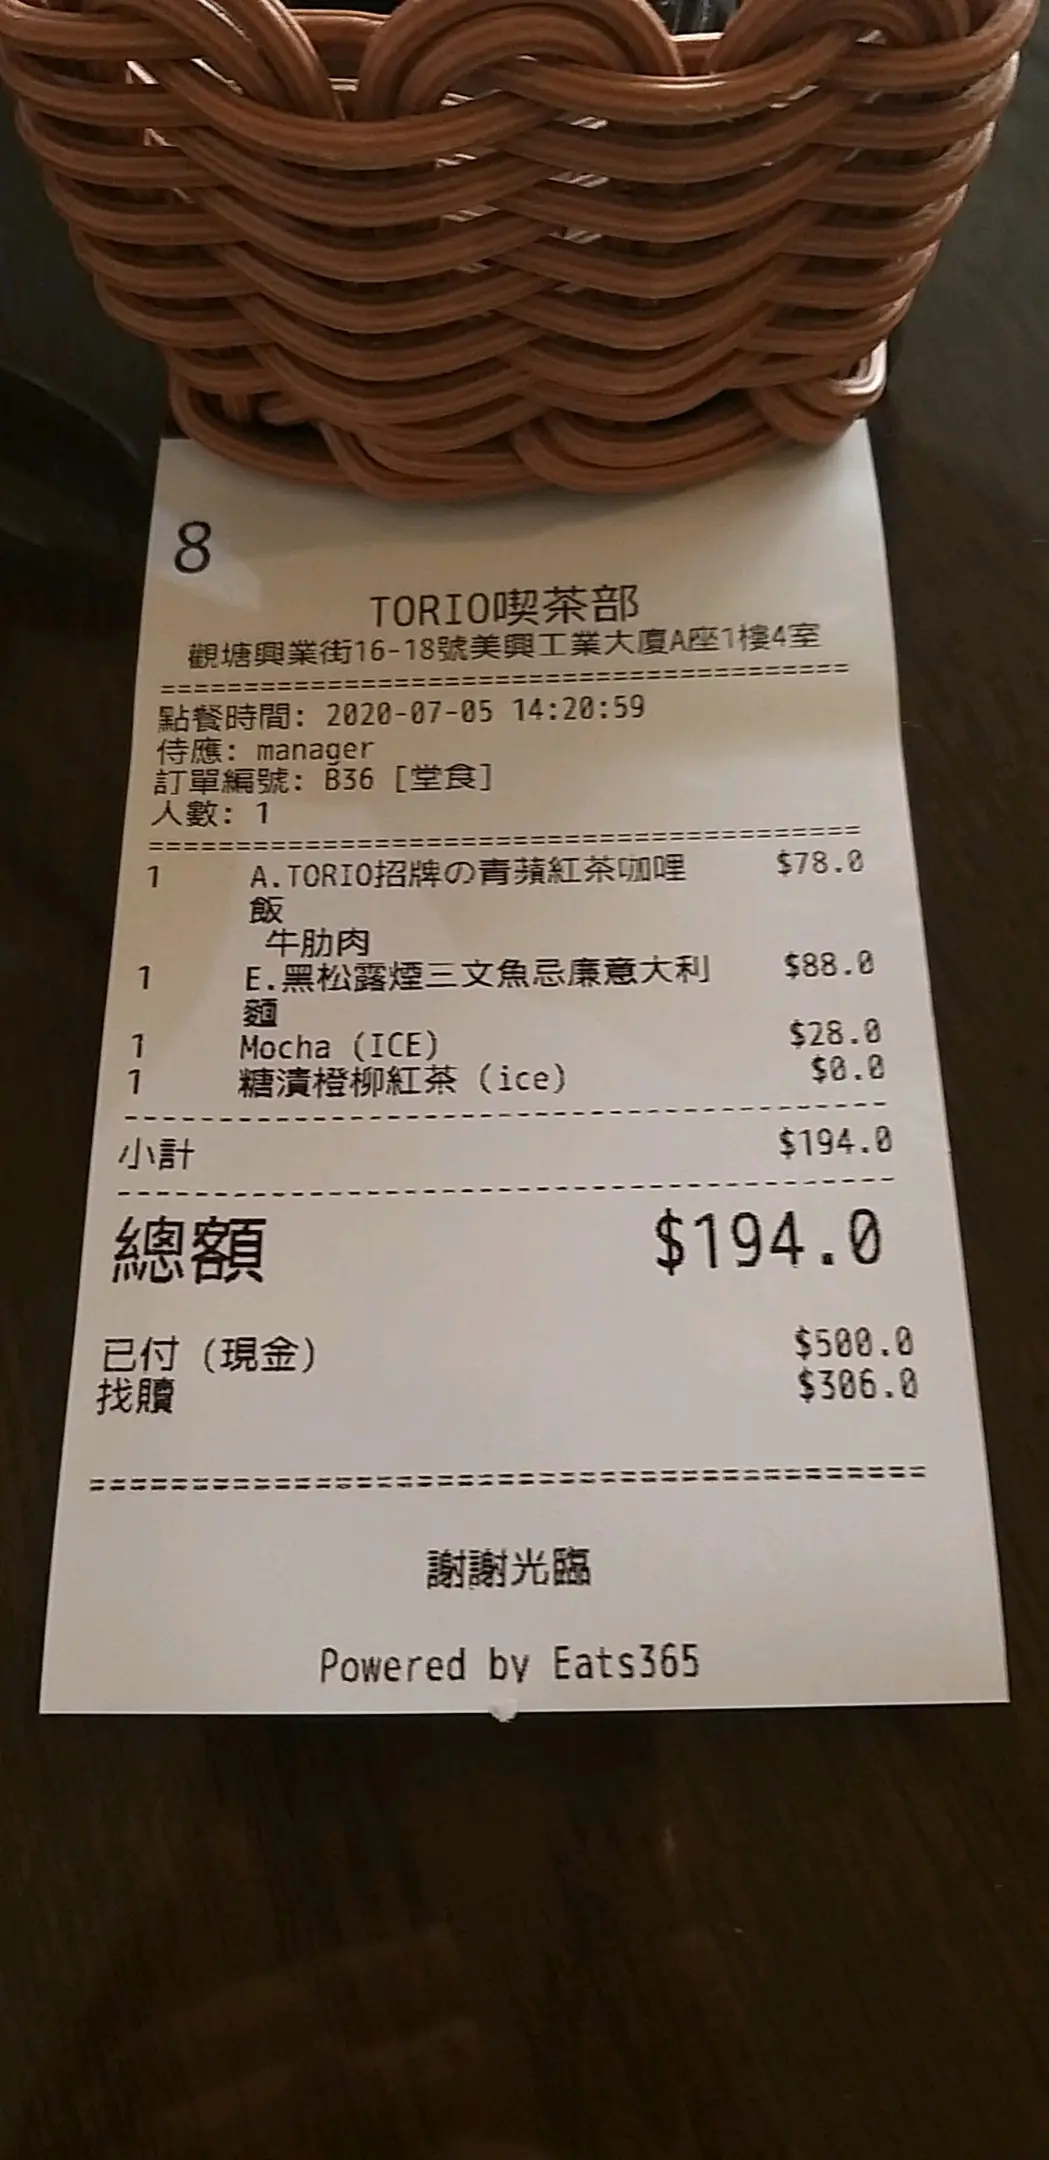 8
TORIO喫茶部
觀塘興業街16-18號美興工業大廈A座1樓4室
========================================
點餐時間: 2020-07-05 14:20:59
侍應: manager
訂單編號: B36 [堂食]
人數: 1
========================================
1 A.TORIO招牌の青蘋紅茶咖哩 $78.0
飯
牛肋肉
1 E.黑松露煙三文魚忌廉意大利 $88.0
麵
1 Mocha (ICE) $28.0
1 糖漬橙柳紅茶 (ice) $0.0
----------------------------------------
小計 $194.0
----------------------------------------
總額 $194.0
已付 (現金) $500.0
找贖 $306.0
========================================
謝謝光臨
Powered by Eats365